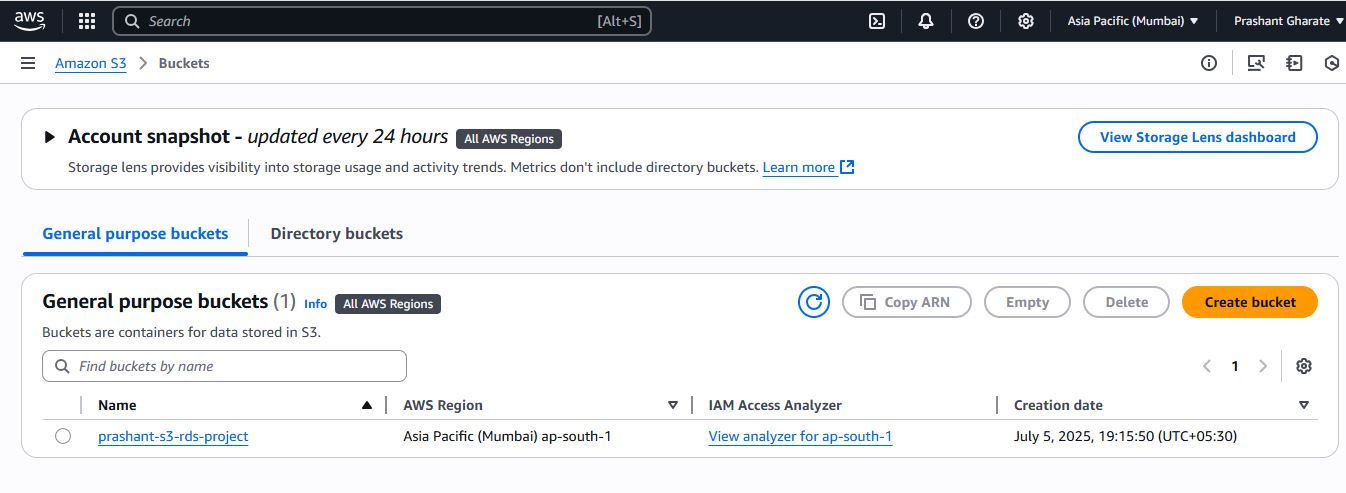 aws Search [Alt+S] Asia Pacific (Mumbai) Prashant Gharate
Amazon S3 Buckets
Account snapshot - updated every 24 hours All AWS Regions View Storage Lens dashboard
Storage lens provides visibility into storage usage and activity trends. Metrics don't include directory buckets. Learn more
General purpose buckets Directory buckets
General purpose buckets (1) Info All AWS Regions Copy ARN Empty Delete Create bucket
Buckets are containers for data stored in S3.
Find buckets by name 1
Name AWS Region IAM Access Analyzer Creation date
prashant-s3-rds-project Asia Pacific (Mumbai) ap-south-1 View analyzer for ap-south-1 July 5, 2025, 19:15:50 (UTC+05:30)